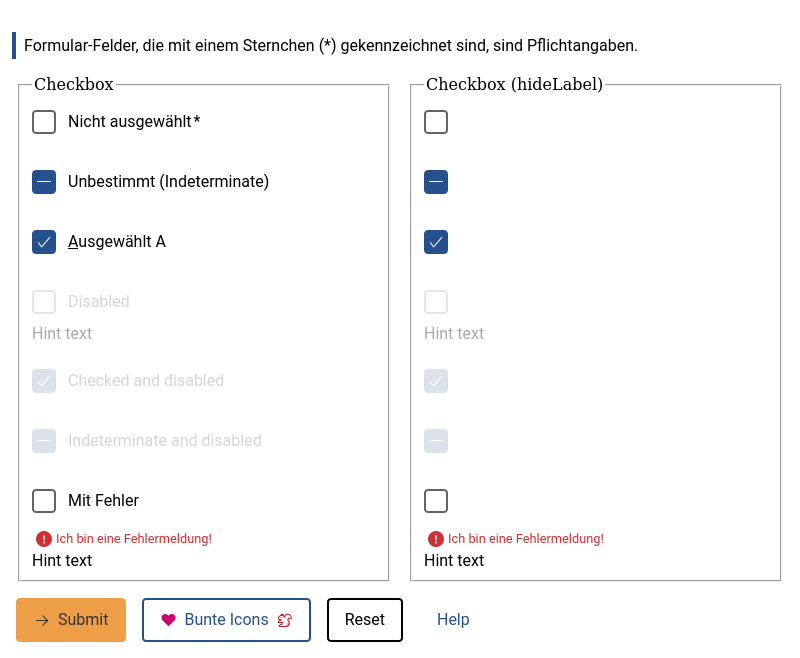 Formular-Felder, die mit einem Sternchen (*) gekennzeichnet sind, sind Pflichtangaben.
Checkbox
Nicht ausgewählt*
Unbestimmt (Indeterminate)
Ausgewählt A
Disabled
Hint text
Checked and disabled
Indeterminate and disabled
Mit Fehler
Ich bin eine Fehlermeldung!
Hint text
Checkbox (hideLabel)
Hint text
Ich bin eine Fehlermeldung!
Hint text
Submit
Bunte Icons
Reset
Help